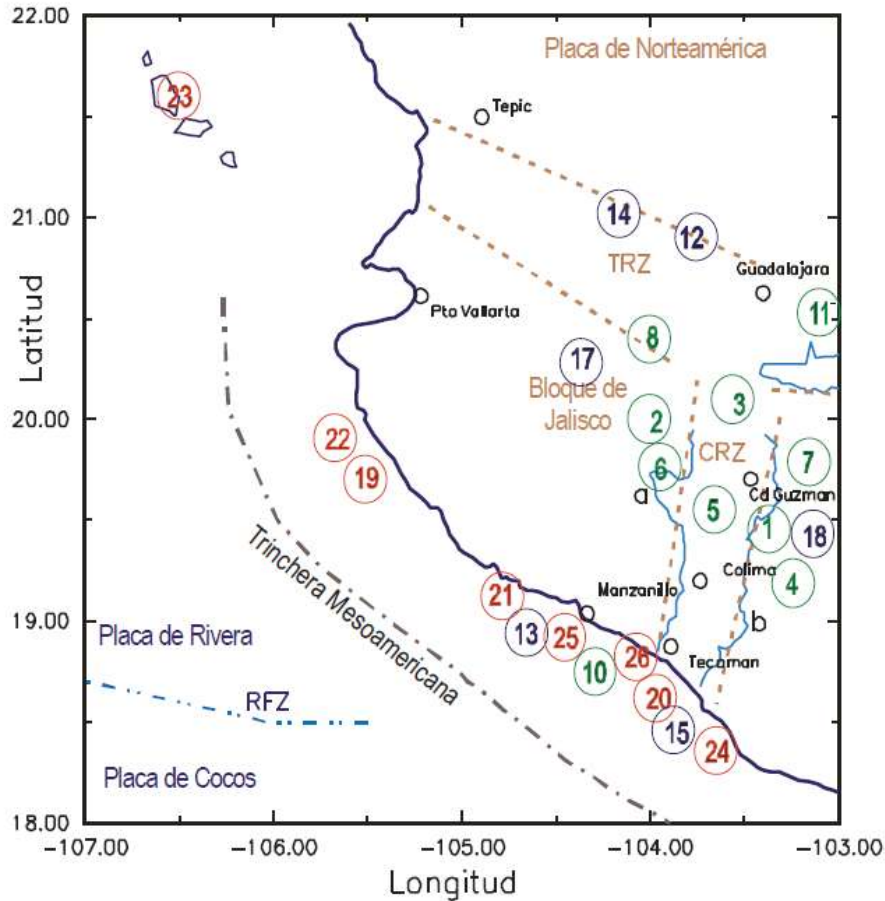 22.00
Placa de Norteamérica
23
Tepic
21.00
14
12
TRZ
Guadalajara
Pto Vallarta
11
8
17
Bloque de
Jalisco
3
20.00
2
22
CRZ
6
7
19
a
Cd Guzman
5
1
18
Colima
4
21
Manzanillo
b
19.00
13
25
Tecoman
26
10
Placa de Rivera
Trinchera Mesoamericana
20
RFZ
15
24
Placa de Cocos
18.00
-107.00
-106.00
-105.00
-104.00
-103.00
Longitud
Latitud